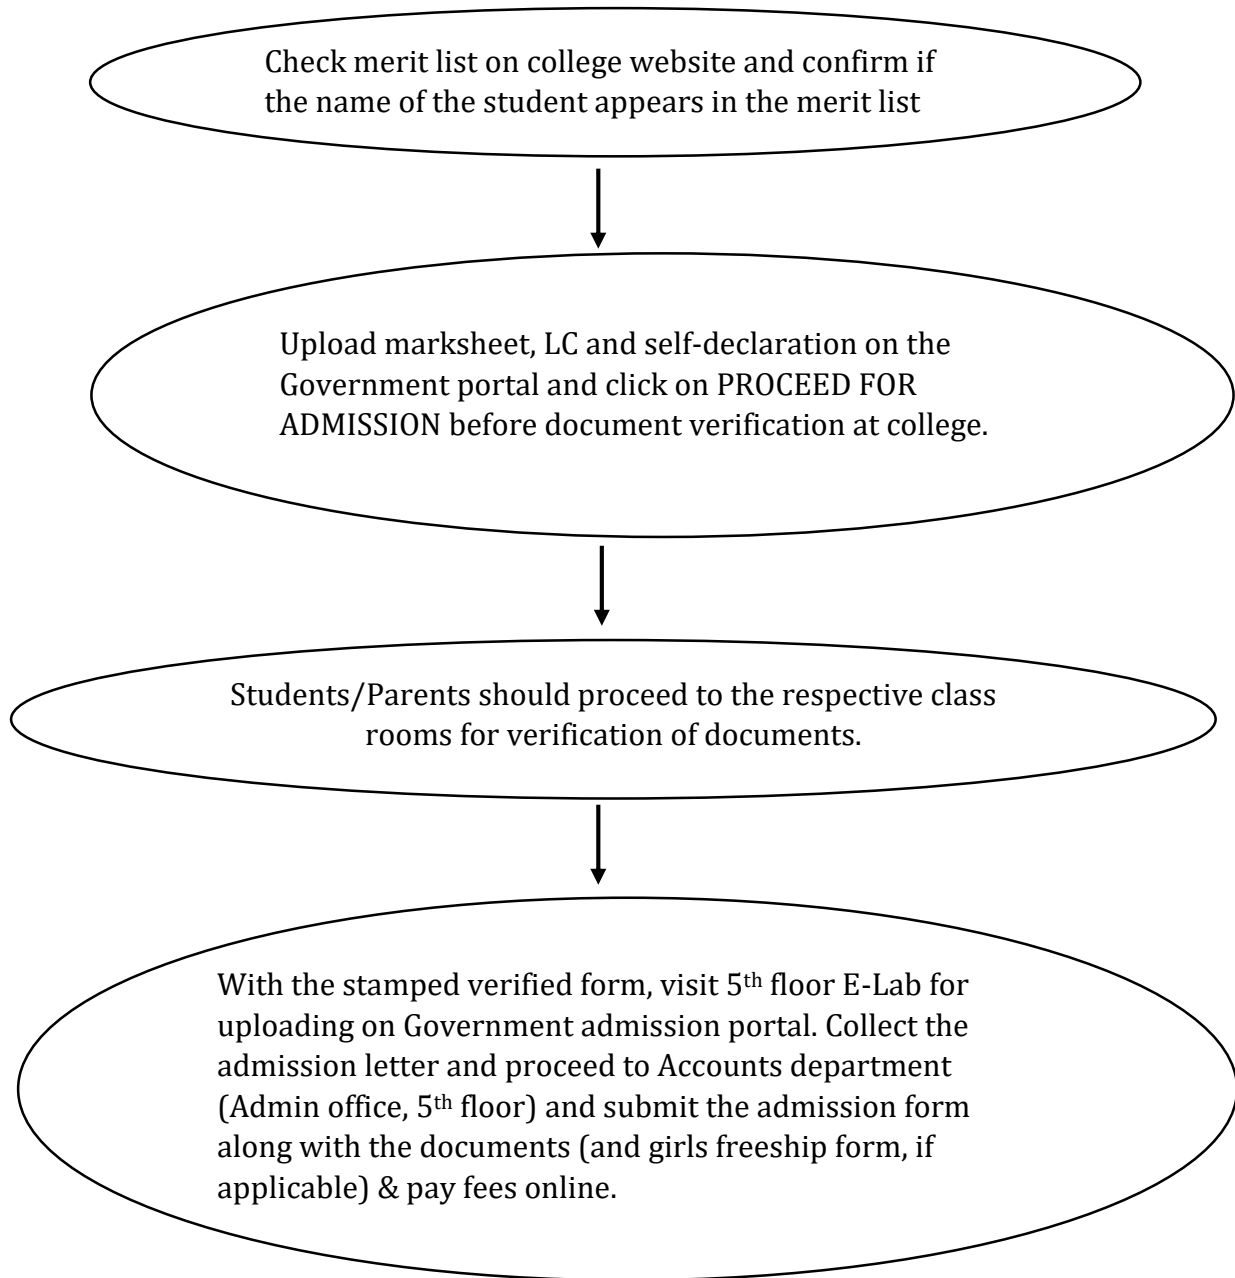 Check merit list on college website and confirm if
the name of the student appears in the merit list
Upload marksheet, LC and self-declaration on the
Government portal and click on PROCEED FOR
ADMISSION before document verification at college.
Students/Parents should proceed to the respective class
rooms for verification of documents.
With the stamped verified form, visit 5th floor E-Lab for
uploading on Government admission portal. Collect the
admission letter and proceed to Accounts department
(Admin office, 5th floor) and submit the admission form
along with the documents (and girls freeship form, if
applicable) & pay fees online.